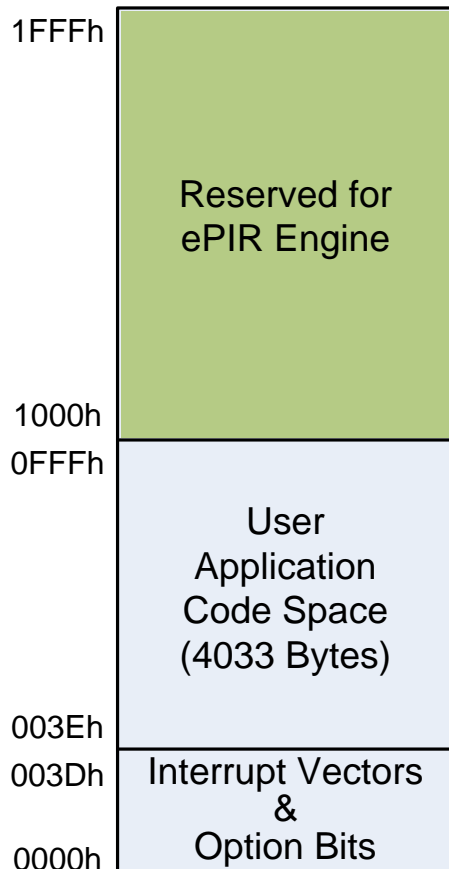 1FFFh
Reserved for
ePIR Engine
1000h
0FFFh
User
Application
Code Space
(4033 Bytes)
003Eh
003Dh
Interrupt Vectors
&
Option Bits
0000h